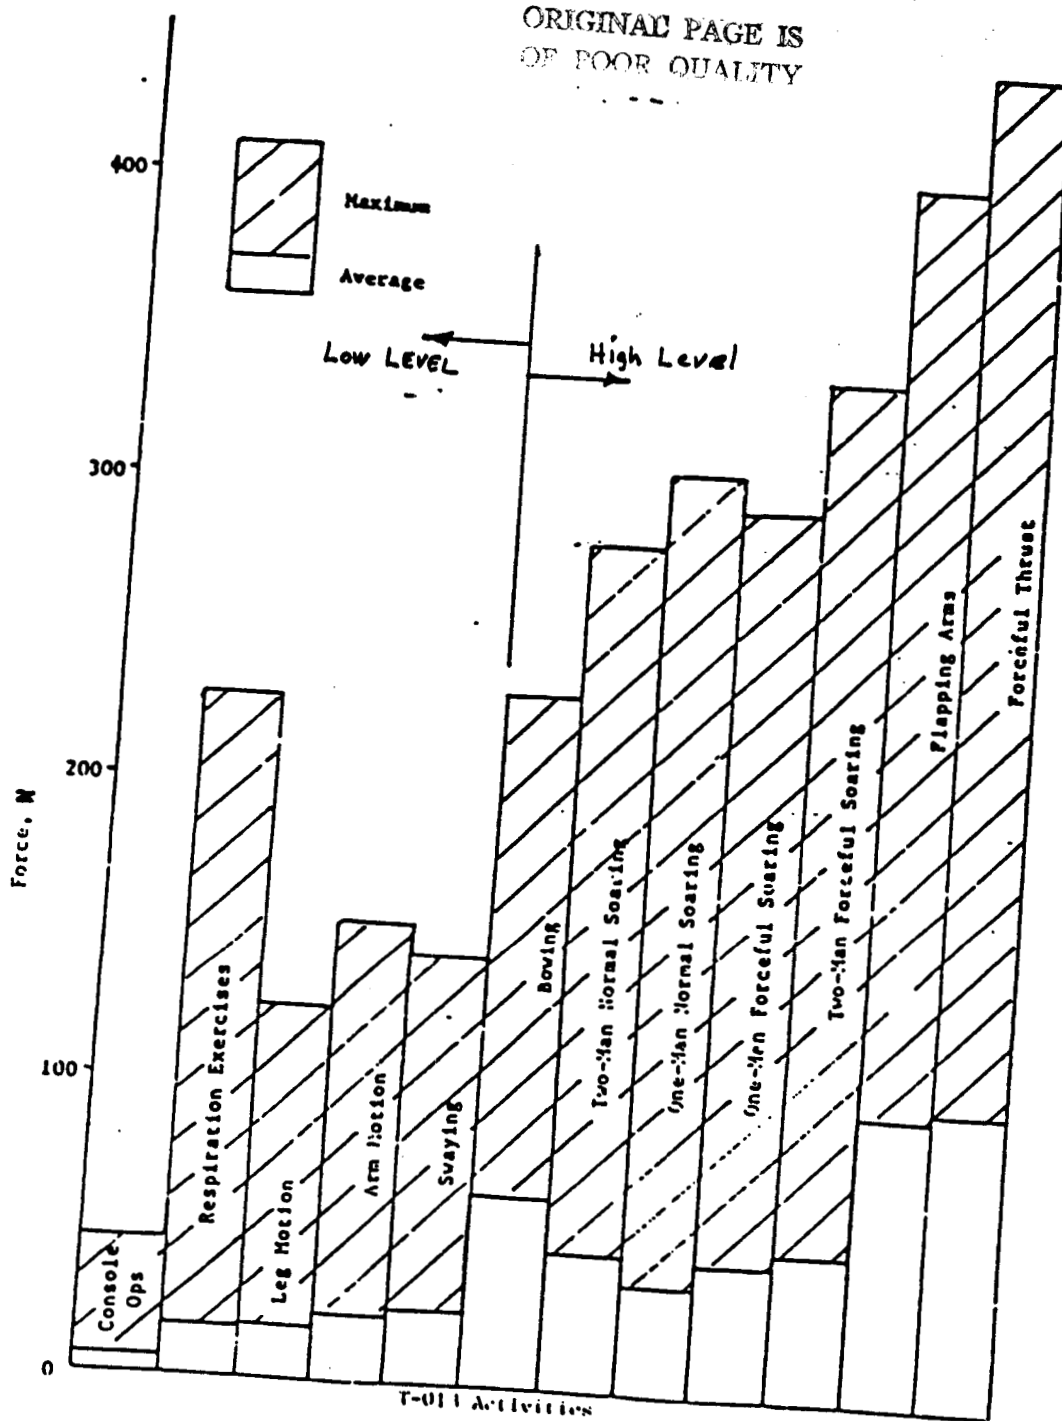 ORIGINAL PAGE IS
OF POOR QUALITY
400
Maximum
Average
LOW LEVEL
High Level
300
200
Force, N
100
0
Console
Ops
Respiration Exercises
Leg Motion
Arm Motion
Swaying
Bowing
Two-Man Normal Soaring
One-Man Normal Soaring
One-Men Forceful Soaring
Two-Man Forceful Soaring
Flapping Arms
Forceful Thrust
Activities